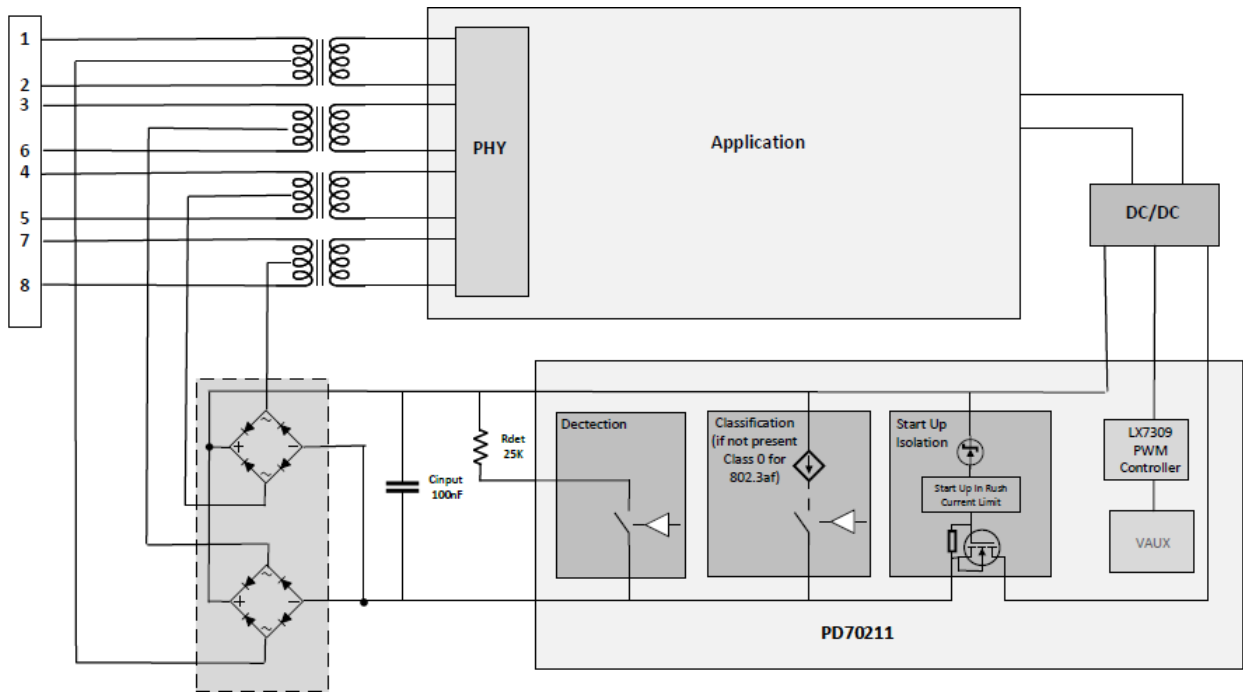 1
2
3
6
4
5
7
8
PHY
Application
DC/DC
Rdet
25K
Cinput
100nF
Dectection
Classification
(if not present
Class 0 for
802.3af)
Start Up
Isolation
Start Up In Rush
Current Limit
LX7309
PWM
Controller
VAUX
PD70211
~
+
−
~
~
+
−
~